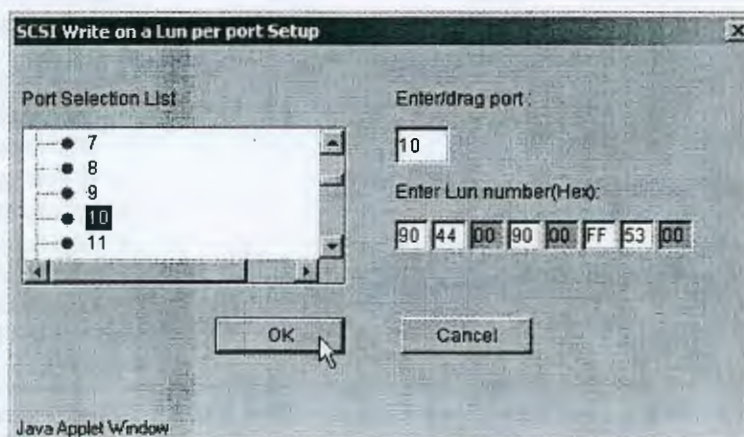 SCSI Write on a Lun per port Setup
Port Selection List
7
8
9
10
11
Enter/drag port :
10
Enter Lun number(Hex):
90 44 00 90 00 FF 53 00
OK
Cancel
Java Applet Window